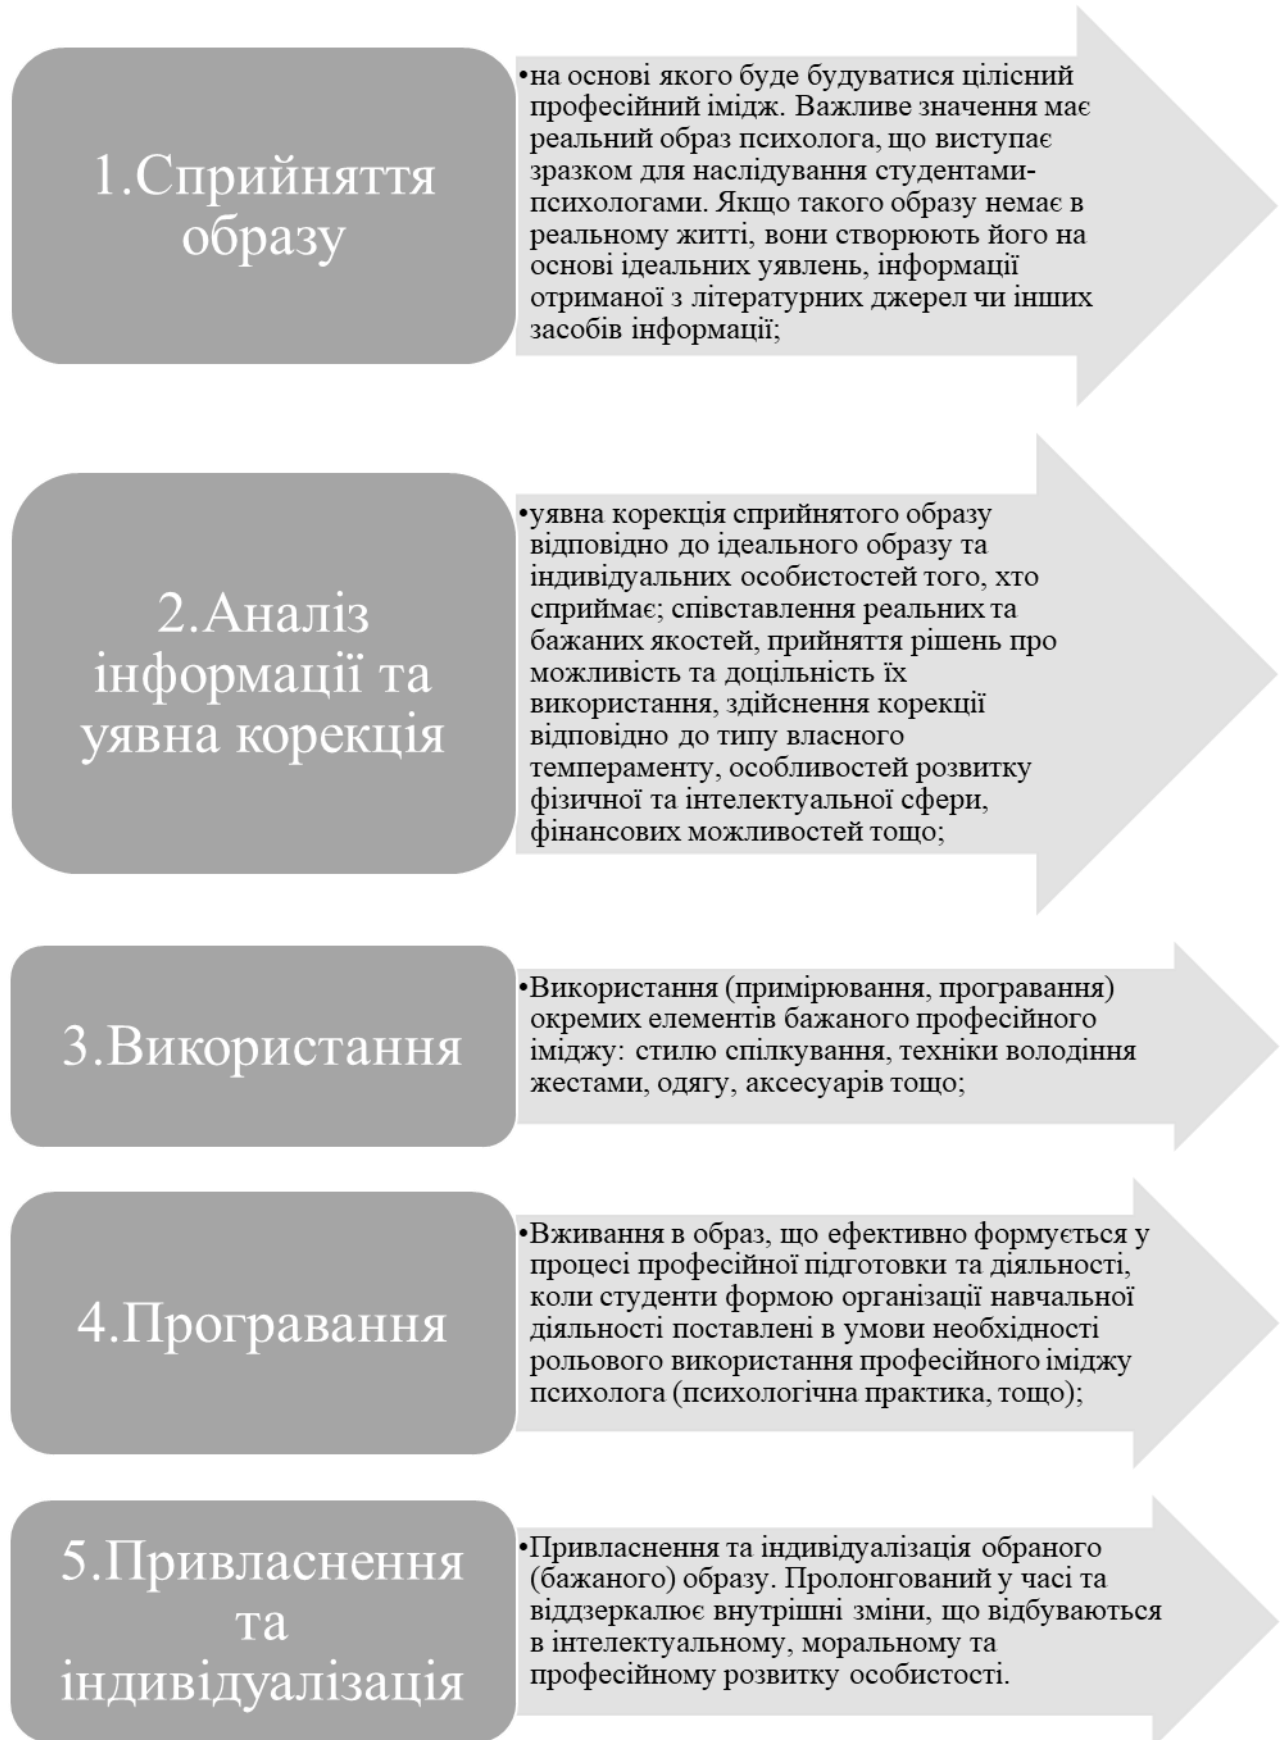 1.Сприйняття
образу
•на основі якого буде будуватися цілісний
професійний імідж. Важливе значення має
реальний образ психолога, що виступає
зразком для наслідування студентами-
психологами. Якщо такого образу немає в
реальному житті, вони створюють його на
основі ідеальних уявлень, інформації
отриманої з літературних джерел чи інших
засобів інформації;
2.Аналіз
інформації та
уявна корекція
•уявна корекція сприйнятого образу
відповідно до ідеального образу та
індивідуальних особистостей того, хто
сприймає; співставлення реальних та
бажаних якостей, прийняття рішень про
можливість та доцільність їх
використання, здійснення корекції
відповідно до типу власного
темпераменту, особливостей розвитку
фізичної та інтелектуальної сфери,
фінансових можливостей тощо;
3.Використання
•Використання (примірювання, програвання)
окремих елементів бажаного професійного
іміджу: стилю спілкування, техніки володіння
жестами, одягу, аксесуарів тощо;
4.Програвання
•Вживання в образ, що ефективно формується у
процесі професійної підготовки та діяльності,
коли студенти формою організації навчальної
діяльності поставлені в умови необхідності
рольового використання професійного іміджу
психолога (психологічна практика, тощо);
5.Привласнення
та
індивідуалізація
•Привласнення та індивідуалізація обраного
(бажаного) образу. Пролонгований у часі та
віддзеркалює внутрішні зміни, що відбуваються
в інтелектуальному, моральному та
професійному розвитку особистості.